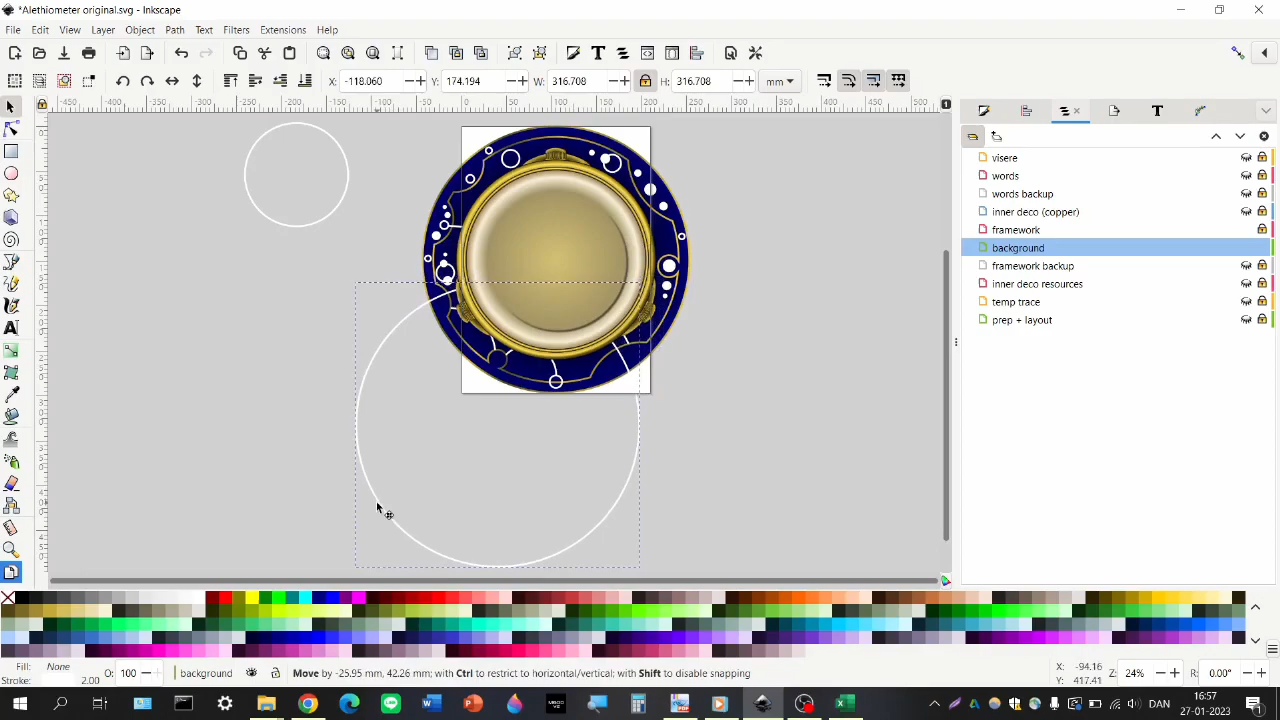 *Alethiometer original.svg - Inkscape
File Edit View Layer Object Path Text Filters Extensions Help
X: -118.060 Y: 174.194 W: 316.708 H: 316.708 mm
visere
words
words backup
inner deco (copper)
framework
background
framework backup
inner deco resources
temp trace
prep + layout
Fill: None
Stroke: 2.00 O: 100 background Move by -25.95 mm, 42.26 mm; with Ctrl to restrict to horizontal/vertical; with Shift to disable snapping X: -94.16 Y: 417.41 Z: 24% R: 0.00°
DAN 16:57 27-01-2023